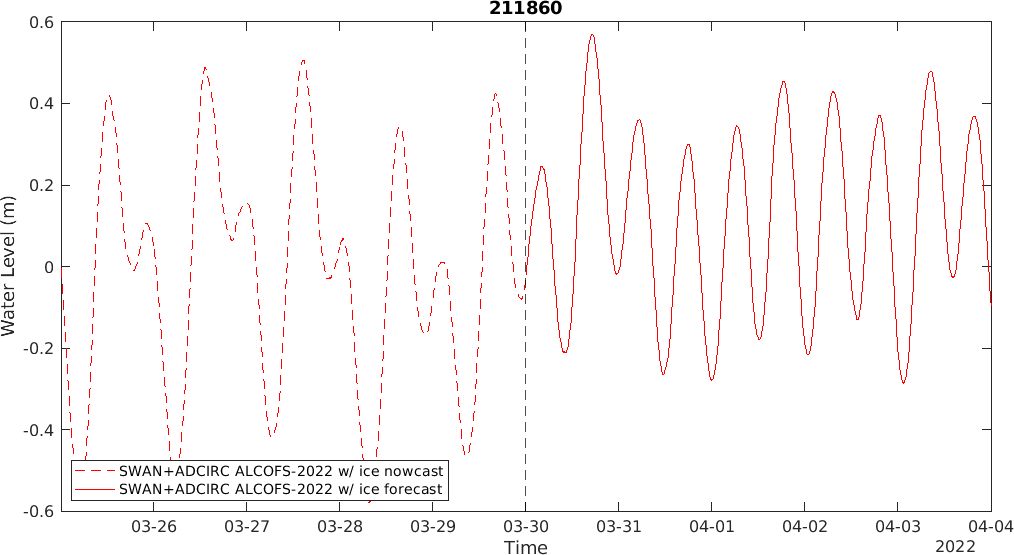 211860
0.6
0.4
0.2
0
-0.2
-0.4
-0.6
Water Level (m)
SWAN+ADCIRC ALCOFS-2022 w/ ice nowcast
SWAN+ADCIRC ALCOFS-2022 w/ ice forecast
03-26 03-27 03-28 03-29 03-30 03-31 04-01 04-02 04-03 04-04
Time
2022